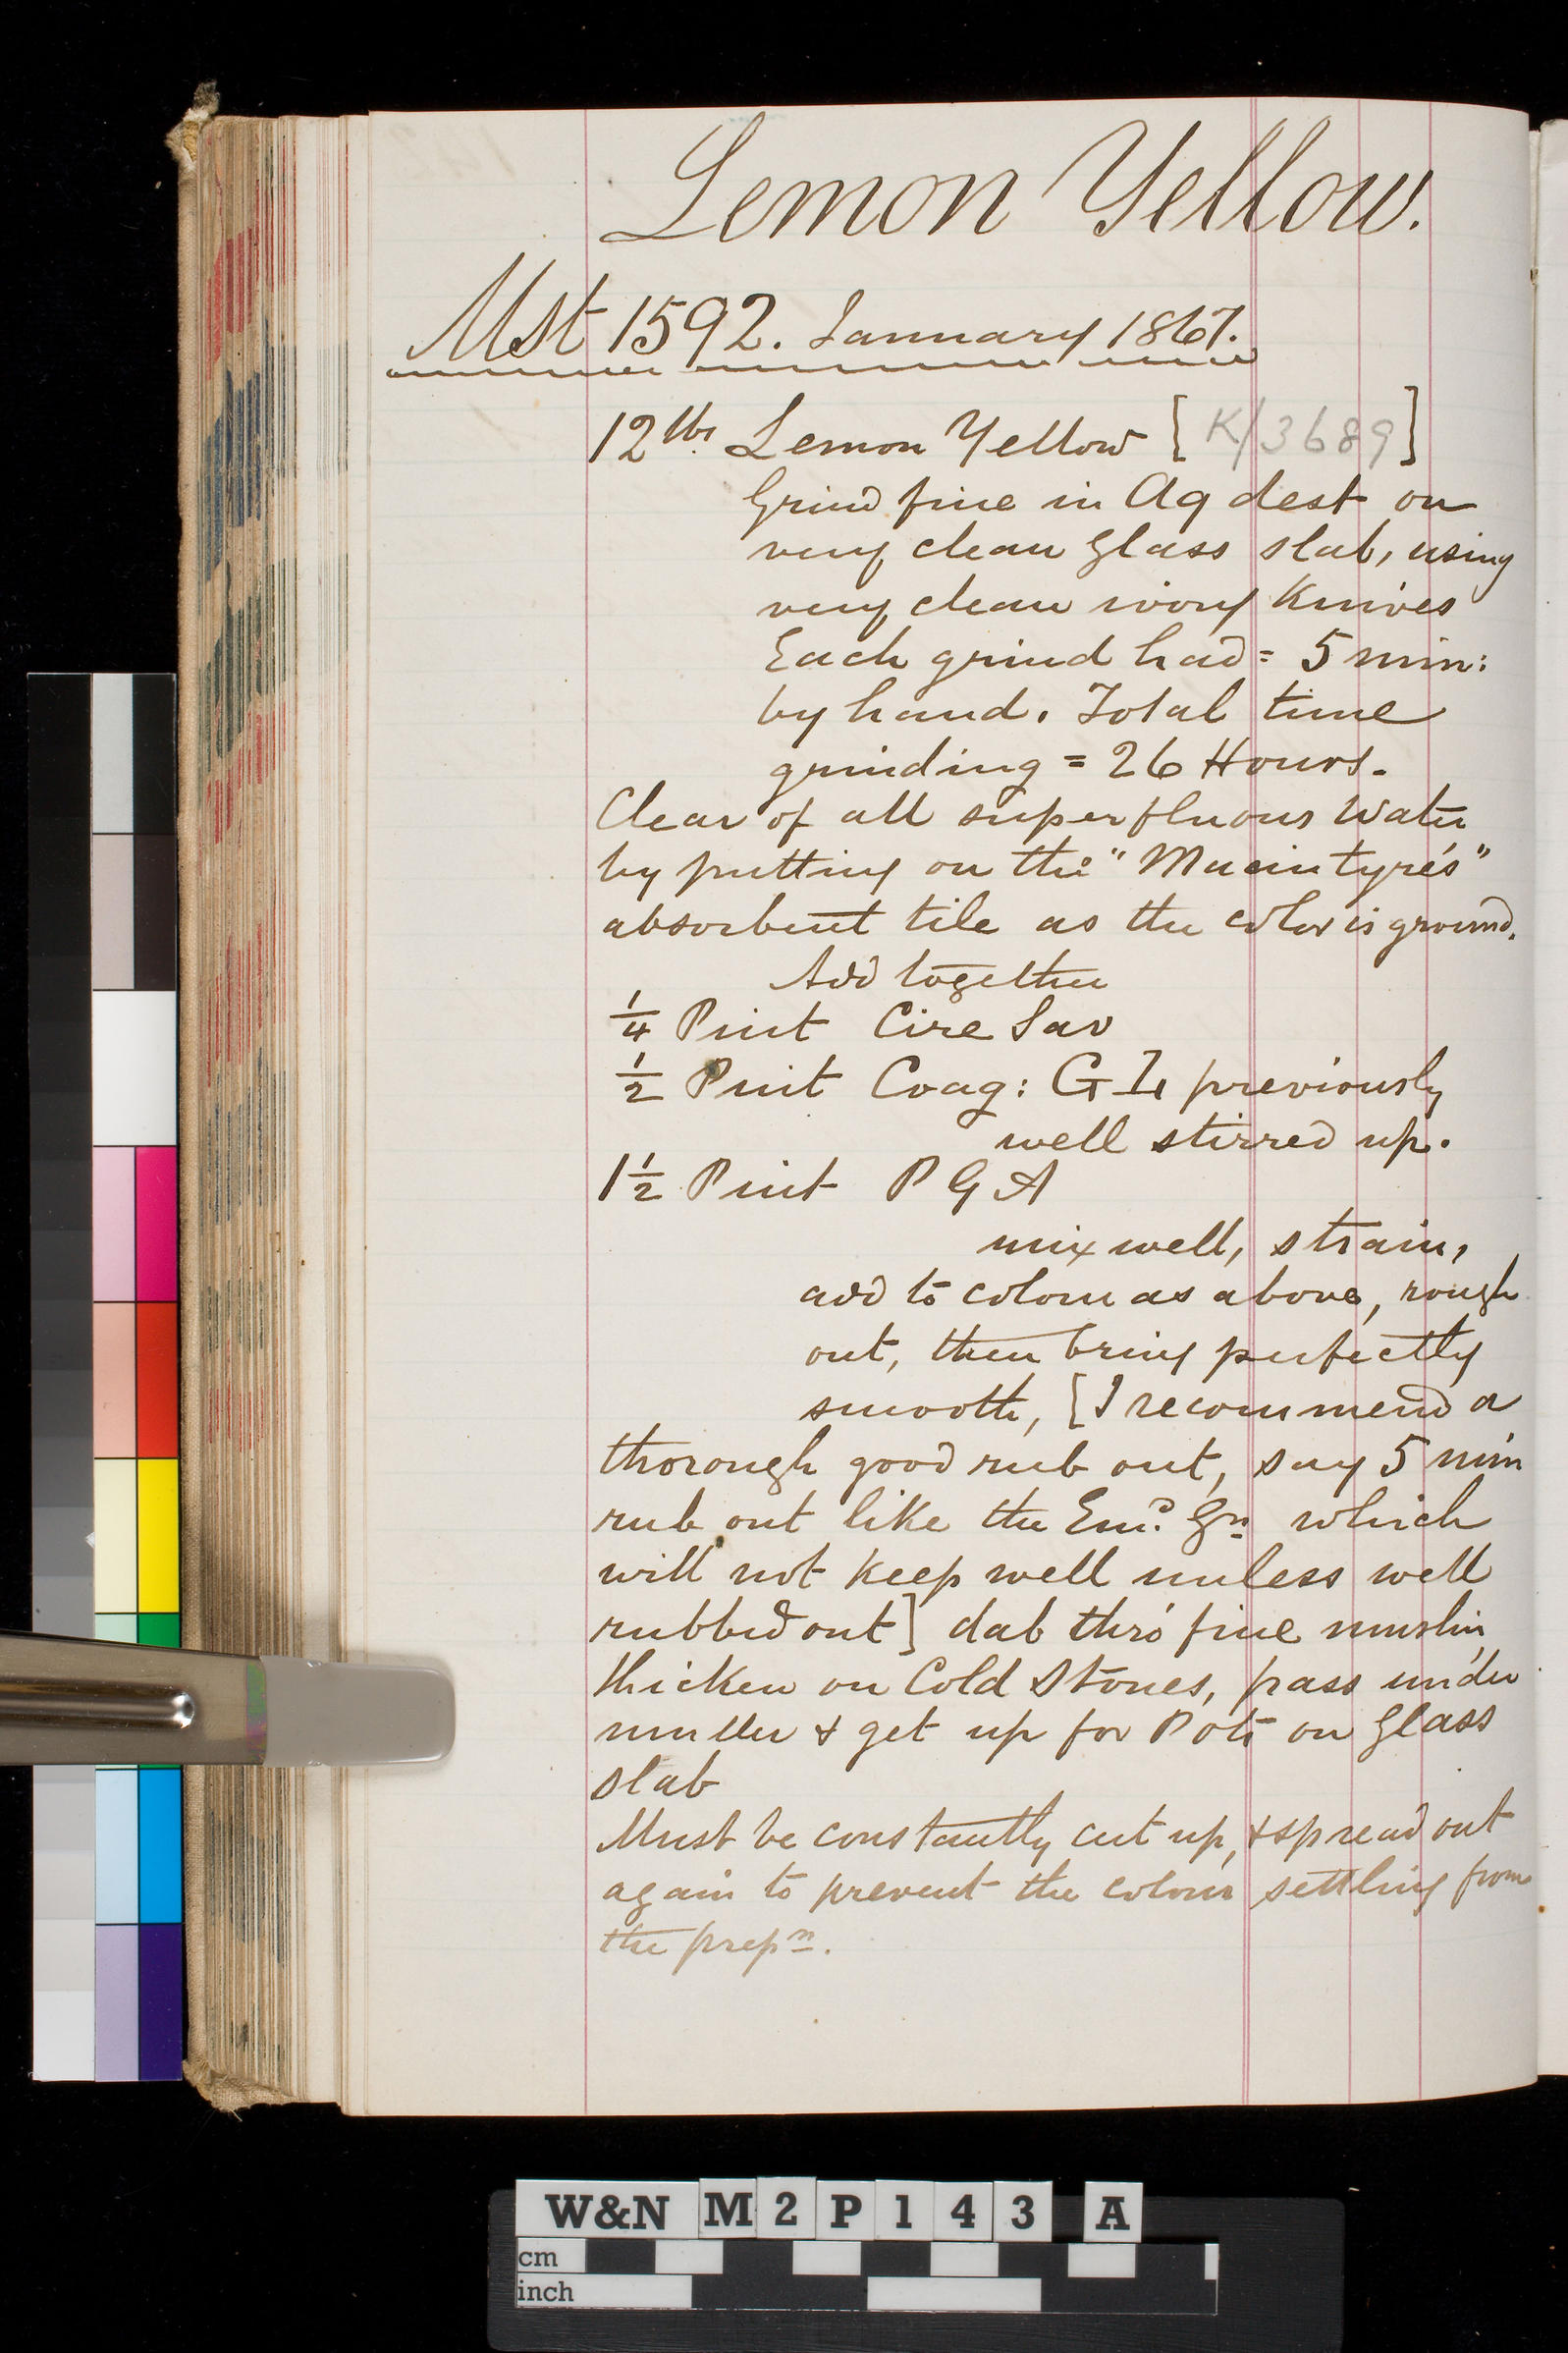 Lemon Yellow.
Mst 1592. January 1867.
12 lbs. Lemon Yellow [K/3689]
Grind fine in Aq dest on
very clean glass slab, using
very clean ivory Knives
Each grind had = 5 min:
by hand. Total time
grinding = 26 Hours.
Clear of all superfluous Water
by putting on the "Macintyre's"
absorbent tile as the color is ground.
Add together
1/4 Pint Cire Sav
1/2 Pint Coag: G T previously
well stirred up.
1 1/2 Pint P G A
mix well, strain,
add to colour as above, rough
out, then bring perfectly
smooth, [I recommend a
thorough good rub out, say 5 min
rub out like the Emd. Gn. which
will not keep well unless well
rubbed out] dab thro' fine muslin
thicken on Cold Stones, pass under
muller & get up for Pots on glass
slab
Must be constantly cut up, & spread out
again to prevent the colour settling from
the prepn.
W&N M 2 P 1 4 3 A
cm
inch